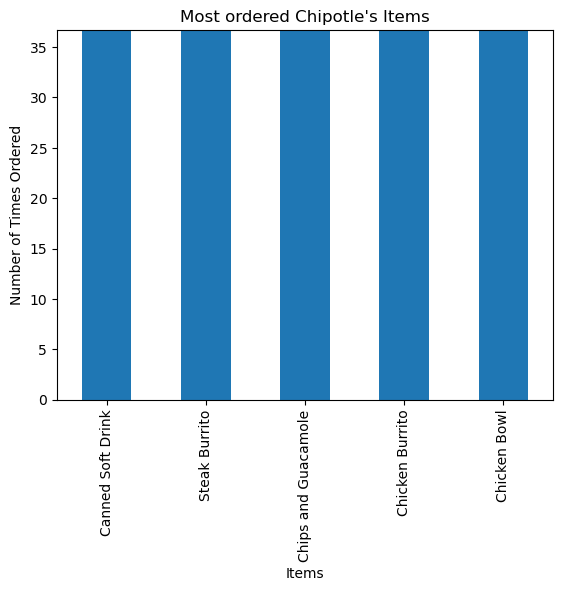 Most ordered Chipotle's Items
Number of Times Ordered
35
30
25
20
15
10
5
0
Canned Soft Drink
Steak Burrito
Chips and Guacamole
Chicken Burrito
Chicken Bowl
Items